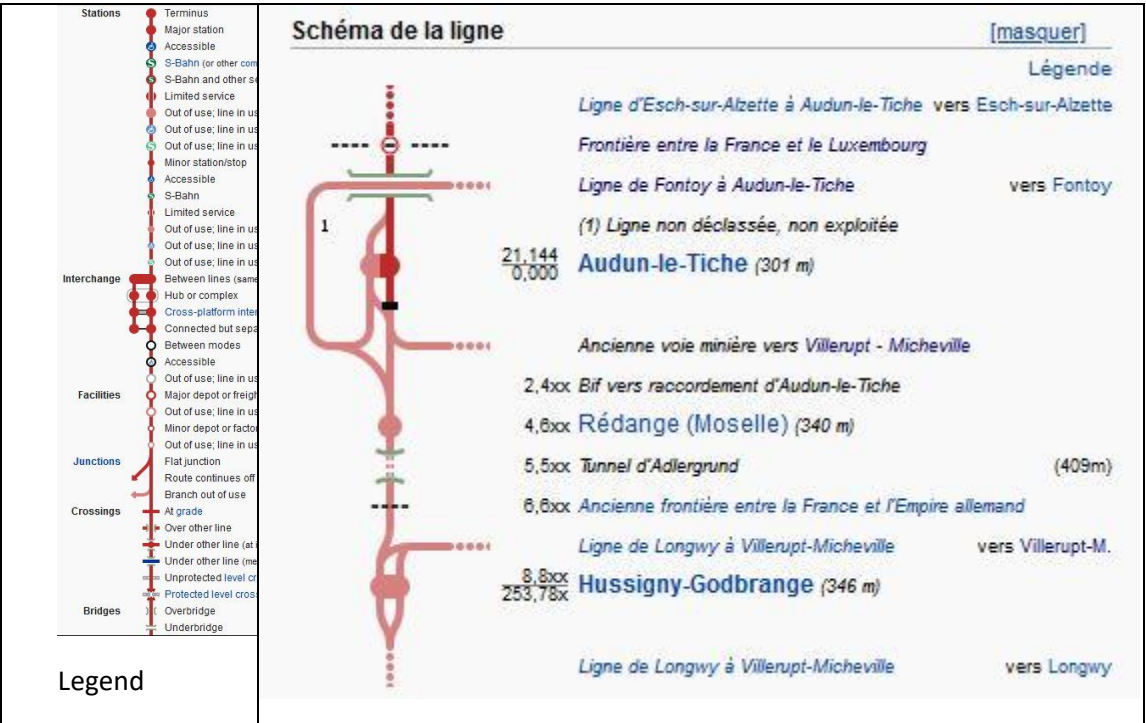 Stations Terminus
Major station
Accessible
S-Bahn (or other com
S-Bahn and other se
Limited service
Out of use; line in us
Out of use; line in us
Out of use; line in us
Minor station/stop
Accessible
S-Bahn
Limited service
Out of use; line in us
Out of use; line in us
Out of use; line in us
Interchange Between lines (same
Hub or complex
Cross-platform inter
Connected but sepa
Between modes
Accessible
Out of use; line in us
Facilities Major depot or freigh
Out of use; line in us
Minor depot or facto
Out of use; line in us
Junctions Flat junction
Route continues off
Branch out of use
Crossings At grade
Over other line
Under other line (at i
Under other line (me
Unprotected level cr
Protected level cross
Bridges Overbridge
Underbridge
Legend
Schéma de la ligne [masquer]
Légende
Ligne d'Esch-sur-Alzette à Audun-le-Tiche vers Esch-sur-Alzette
Frontière entre la France et le Luxembourg
Ligne de Fontoy à Audun-le-Tiche vers Fontoy
1 (1) Ligne non déclassée, non exploitée
21,144
0,000 Audun-le-Tiche (301 m)
Ancienne voie minière vers Villerupt - Micheville
2,4xx Bif vers raccordement d'Audun-le-Tiche
4,6xx Rédange (Moselle) (340 m)
5,5xx Tunnel d'Adlergrund (409m)
6,6xx Ancienne frontière entre la France et l'Empire allemand
Ligne de Longwy à Villerupt-Micheville vers Villerupt-M.
8,8xx
253,78x Hussigny-Godbrange (346 m)
Ligne de Longwy à Villerupt-Micheville vers Longwy